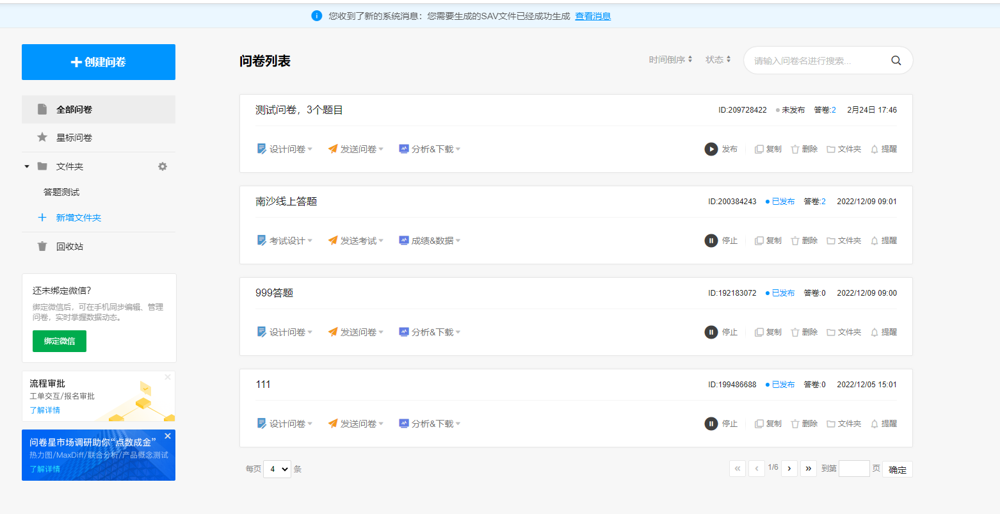 您收到了新的系统消息：您需要生成的SAV文件已经成功生成 查看消息
创建问卷
全部问卷
星标问卷
文件夹
答题测试
新增文件夹
回收站
还未绑定微信？
绑定微信后，可在手机同步编辑、管理
问卷，实时掌握数据动态。
绑定微信
流程审批
工单交互/报名审批
了解详情
问卷星市场调研助你“点数成金”
热力图/MaxDiff/联合分析/产品概念测试
了解详情
问卷列表 时间倒序 状态 请输入问卷名进行搜索...
测试问卷，3个题目 ID:209728422 未发布 答卷:2 2月24日 17:46
设计问卷 发送问卷 分析&下载 发布 复制 删除 文件夹 提醒
南沙线上答题 ID:200384243 已发布 答卷:2 2022/12/09 09:01
考试设计 发送考试 成绩&数据 停止 复制 删除 文件夹 提醒
999答题 ID:192183072 已发布 答卷:0 2022/12/09 09:00
设计问卷 发送问卷 分析&下载 停止 复制 删除 文件夹 提醒
111 ID:199486688 已发布 答卷:0 2022/12/05 15:01
设计问卷 发送问卷 分析&下载 停止 复制 删除 文件夹 提醒
每页 4 条 « ‹ 1/6 › » 到第 页 确定